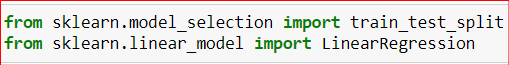 from sklearn.model_selection import train_test_split
from sklearn.linear_model import LinearRegression